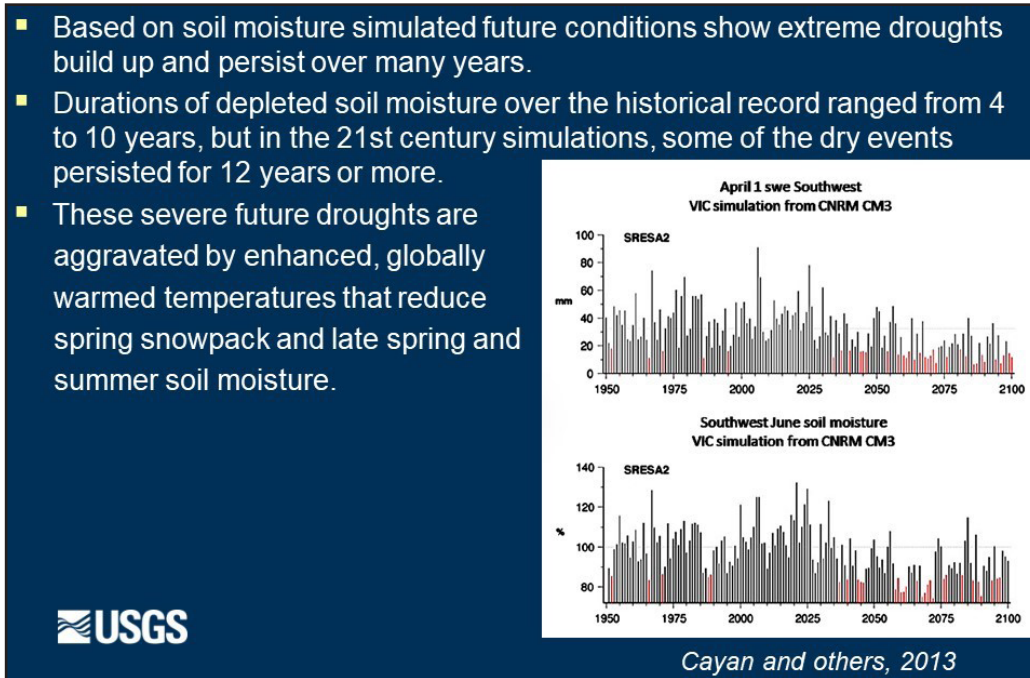 Based on soil moisture simulated future conditions show extreme droughts
build up and persist over many years.
Durations of depleted soil moisture over the historical record ranged from 4
to 10 years, but in the 21st century simulations, some of the dry events
persisted for 12 years or more.
These severe future droughts are
aggravated by enhanced, globally
warmed temperatures that reduce
spring snowpack and late spring and
summer soil moisture.
April 1 swe Southwest
VIC simulation from CNRM CM3
SRESA2
100
80
60
mm
40
20
0
1950 1975 2000 2025 2050 2075 2100
Southwest June soil moisture
VIC simulation from CNRM CM3
SRESA2
140
120
%
100
80
1950 1975 2000 2025 2050 2075 2100
USGS
Cayan and others, 2013